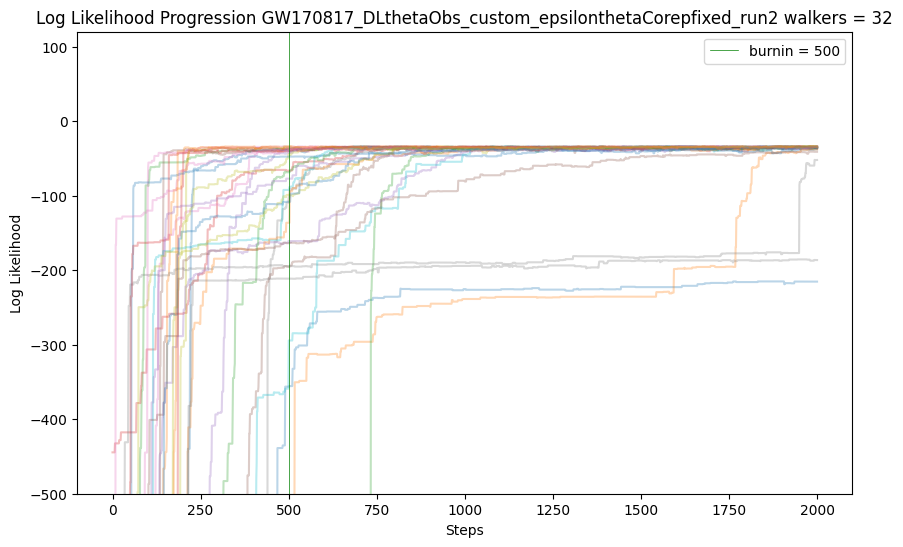 Log Likelihood Progression GW170817_DLthetaObs_custom_epsilonthetaCorepfixed_run2 walkers = 32
burnin = 500
100
0
−100
−200
−300
−400
−500
Log Likelihood
0 250 500 750 1000 1250 1500 1750 2000
Steps